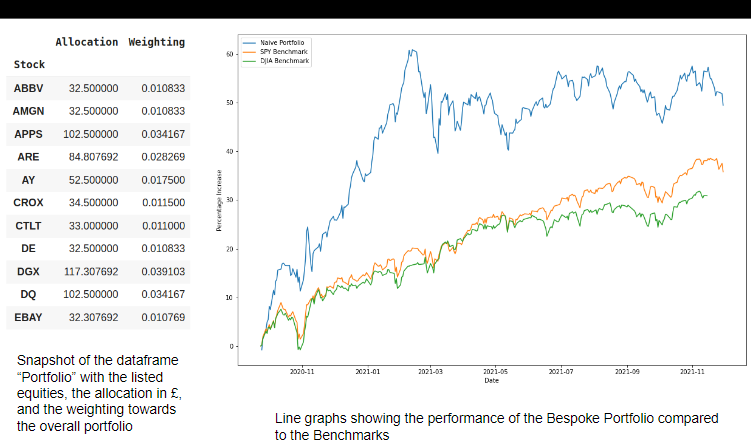 Allocation Weighting
Stock
ABBV 32.500000 0.010833
AMGN 32.500000 0.010833
APPS 102.500000 0.034167
ARE 84.807692 0.028269
AY 52.500000 0.017500
CROX 34.500000 0.011500
CTLT 33.000000 0.011000
DE 32.500000 0.010833
DGX 117.307692 0.039103
DQ 102.500000 0.034167
EBAY 32.307692 0.010769
Snapshot of the dataframe
“Portfolio” with the listed
equities, the allocation in £,
and the weighting towards
the overall portfolio
Naive Portfolio
SPY Benchmark
DJIA Benchmark
Percentage Increase
60
50
40
30
20
10
0
2020-11 2021-01 2021-03 2021-05 2021-07 2021-09 2021-11
Date
Line graphs showing the performance of the Bespoke Portfolio compared
to the Benchmarks